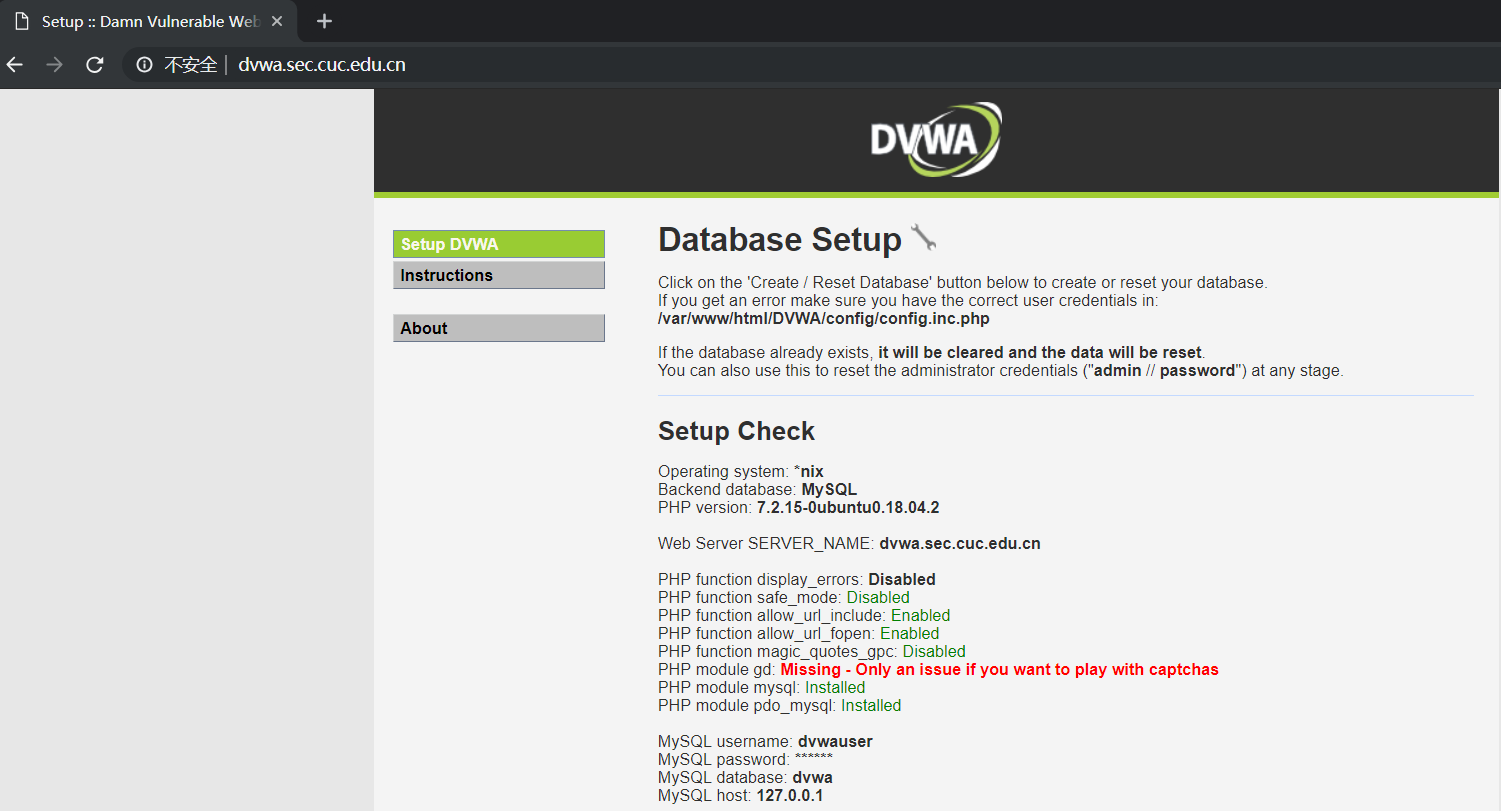 Setup :: Damn Vulnerable Web
不安全 | dvwa.sec.cuc.edu.cn
DVWA
Setup DVWA
Instructions
About
Database Setup
Click on the 'Create / Reset Database' button below to create or reset your database.
If you get an error make sure you have the correct user credentials in:
/var/www/html/DVWA/config/config.inc.php
If the database already exists, it will be cleared and the data will be reset.
You can also use this to reset the administrator credentials ("admin // password") at any stage.
Setup Check
Operating system: *nix
Backend database: MySQL
PHP version: 7.2.15-0ubuntu0.18.04.2
Web Server SERVER_NAME: dvwa.sec.cuc.edu.cn
PHP function display_errors: Disabled
PHP function safe_mode: Disabled
PHP function allow_url_include: Enabled
PHP function allow_url_fopen: Enabled
PHP function magic_quotes_gpc: Disabled
PHP module gd: Missing - Only an issue if you want to play with captchas
PHP module mysql: Installed
PHP module pdo_mysql: Installed
MySQL username: dvwauser
MySQL password: ******
MySQL database: dvwa
MySQL host: 127.0.0.1